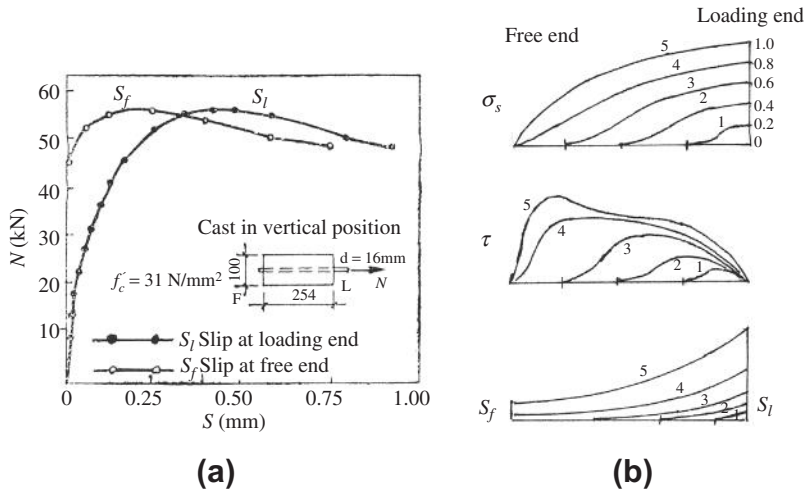 60
50
40
30
20
10
N (kN)
S_f
S_l
Cast in vertical position
f′_c = 31 N/mm²
100
d = 16mm
N
F
L
254
S_l Slip at loading end
S_f Slip at free end
0 0.25 0.50 0.75 1.00
S (mm)
(a)
Free end
Loading end
σ_s
5
4
3
2
1
1.0
0.8
0.6
0.4
0.2
0
τ
5
4
3
2
1
S_f
5
4
3
2
1
S_l
(b)